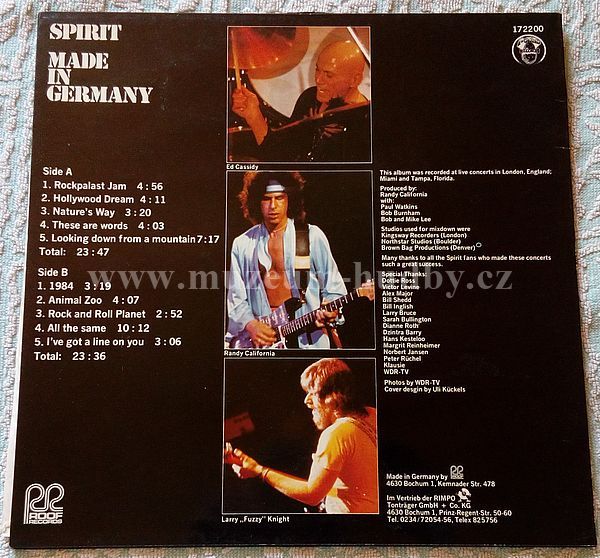 SPIRIT
MADE
IN
GERMANY
172200
Side A
1. Rockpalast Jam 4 : 56
2. Hollywood Dream 4 : 11
3. Nature's Way 3 : 20
4. These are words 4 : 03
5. Looking down from a mountain 7 : 17
Total: 23 : 47
Side B
1. 1984 3 : 19
2. Animal Zoo 4 : 07
3. Rock and Roll Planet 2 : 52
4. All the same 10 : 12
5. I've got a line on you 3 : 06
Total: 23 : 36
Ed Cassidy
Randy California
Larry „Fuzzy" Knight
This album was recorded at live concerts in London, England;
Miami and Tampa, Florida.
Produced by:
Randy California
with:
Paul Watkins
Bob Burnham
Bob and Mike Lee
Studios used for mixdown were
Kingsway Recorders (London)
Northstar Studios (Boulder)
Brown Bag Productions (Denver)
Many thanks to all the Spirit fans who made these concerts
such a great success.
Special Thanks:
Dottie Ross
Victor Levine
Alex Major
Bill Shedd
Bill Inglish
Larry Bruce
Sarah Bullington
Dianne Roth
Dzintra Barry
Hans Kesteloo
Margrit Reinheimer
Norbert Jansen
Peter Rüchel
Klausie
WDR-TV
Photos by WDR-TV
Cover desgin by Uli Kückels
www.muzeum-hudby.cz
ROOF
RECORDS
Made in Germany by
4630 Bochum 1, Kemnader Str. 478
Im Vertrieb der RIMPO
Tonträger GmbH + Co. KG
4630 Bochum 1, Prinz-Regent-Str. 50-60
Tel. 0234/72054-56, Telex 825756